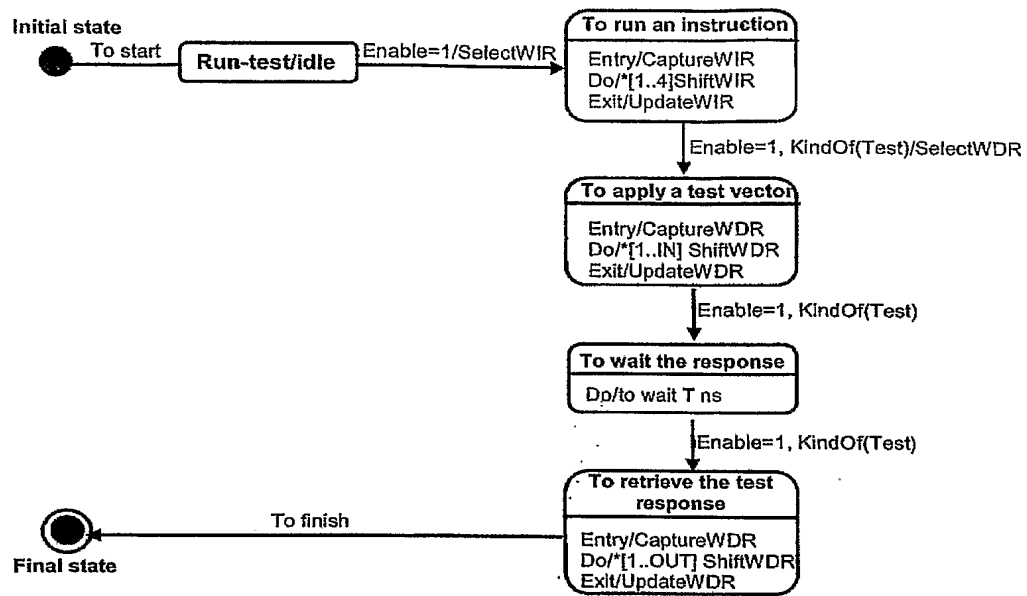 Initial state
To start
Run-test/idle
Enable=1/SelectWIR
To run an instruction
Entry/CaptureWIR
Do/*[1..4]ShiftWIR
Exit/UpdateWIR
Enable=1, KindOf(Test)/SelectWDR
To apply a test vector
Entry/CaptureWDR
Do/*[1..IN] ShiftWDR
Exit/UpdateWDR
Enable=1, KindOf(Test)
To wait the response
Do/to wait T ns
Enable=1, KindOf(Test)
To retrieve the test
response
Entry/CaptureWDR
Do/*[1..OUT] ShiftWDR
Exit/UpdateWDR
To finish
Final state